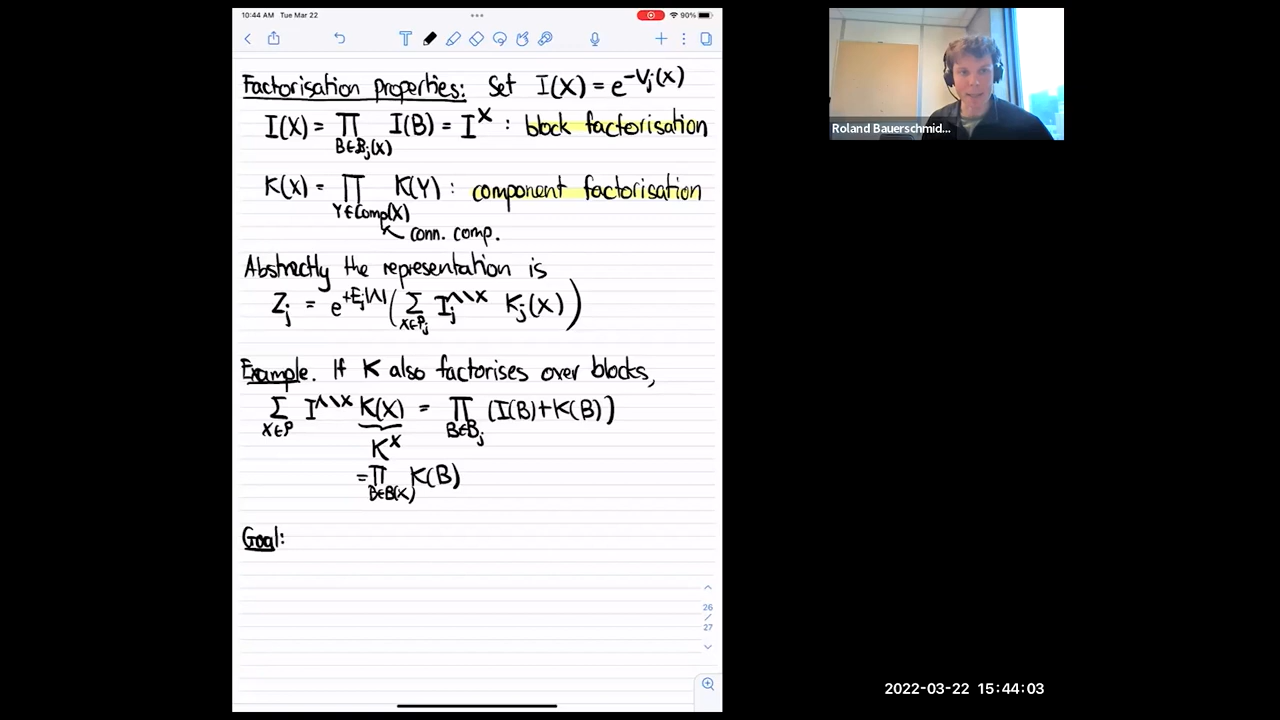 10:44 AM Tue Mar 22
90%
Factorisation properties: Set I(X) = e^{-V_j(X)}
I(X) = ∏_{B∈B_j(X)} I(B) = I^X : block factorisation
K(X) = ∏_{Y∈Comp(X)} K(Y) : component factorisation
conn. comp.
Abstractly the representation is
Z_j = e^{+E_j|Λ|} ( ∑_{X∈P_j} I_j^{Λ\X} K_j(X) )
Example. If K also factorises over blocks,
∑_{X∈P} I^{Λ\X} K(X) = ∏_{B∈B_j} (I(B)+K(B))
K^X
= ∏_{B∈B(X)} K(B)
Goal:
26
/
27
Roland Bauerschmid...
2022-03-22 15:44:03